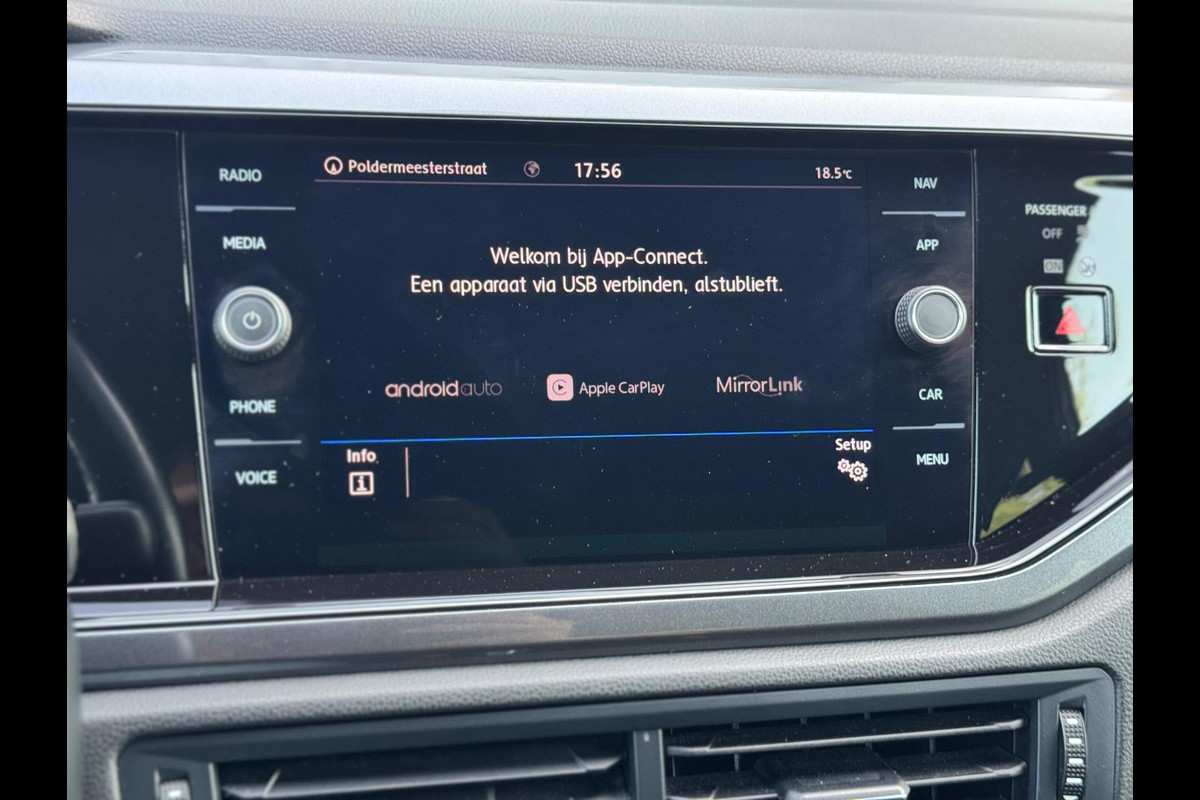 RADIO
MEDIA
PHONE
VOICE
Poldermeesterstraat 17:56 18.5°C
Welkom bij App-Connect.
Een apparaat via USB verbinden, alstublieft.
androidauto Apple CarPlay MirrorLink
Info
Setup
NAV
APP
CAR
MENU
PASSENGER
OFF
ON